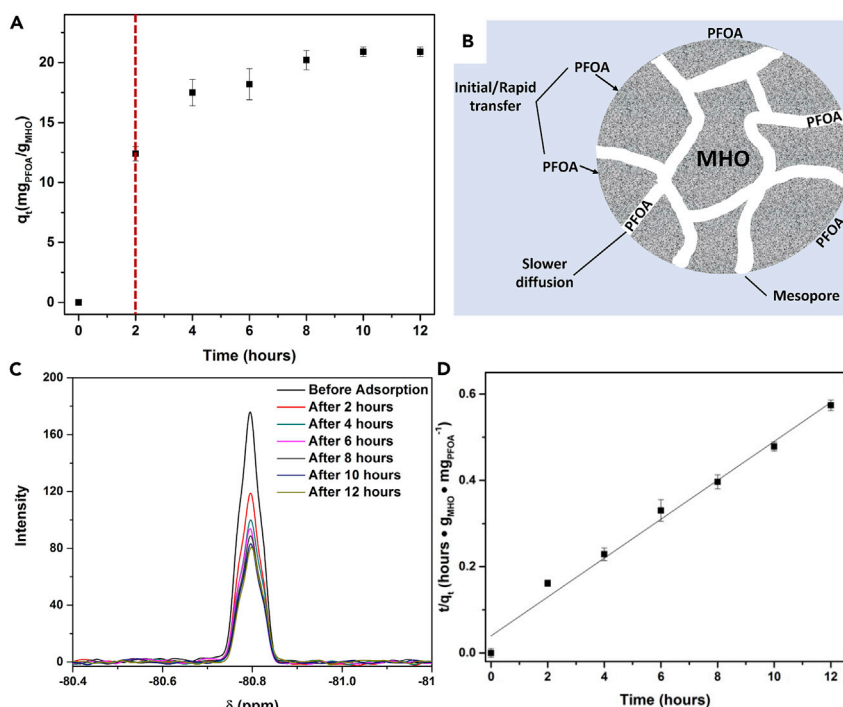 A
q_t(mg_PFOA/g_MHO)
20
15
10
5
0
0 2 4 6 8 10 12
Time (hours)
B
PFOA
PFOA
Initial/Rapid
transfer
PFOA
MHO
PFOA
PFOA
PFOA
Slower
diffusion
Mesopore
C
Intensity
200
160
120
80
40
0
Before Adsorption
After 2 hours
After 4 hours
After 6 hours
After 8 hours
After 10 hours
After 12 hours
-80.4 -80.6 -80.8 -81.0 -81
δ (ppm)
D
t/q_t (hours • g_MHO • mg_PFOA^-1)
0.6
0.4
0.2
0.0
0 2 4 6 8 10 12
Time (hours)